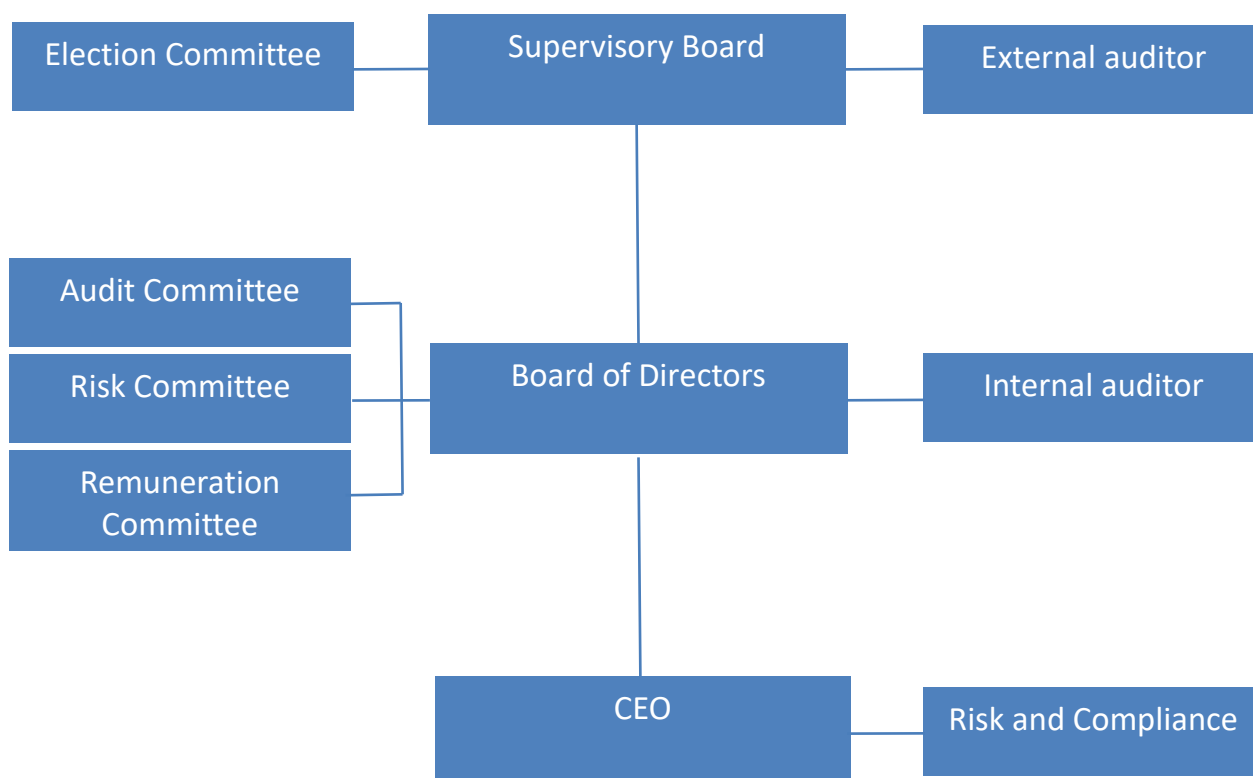 Election Committee
Supervisory Board
External auditor
Audit Committee
Risk Committee
Remuneration
Committee
Board of Directors
Internal auditor
CEO
Risk and Compliance